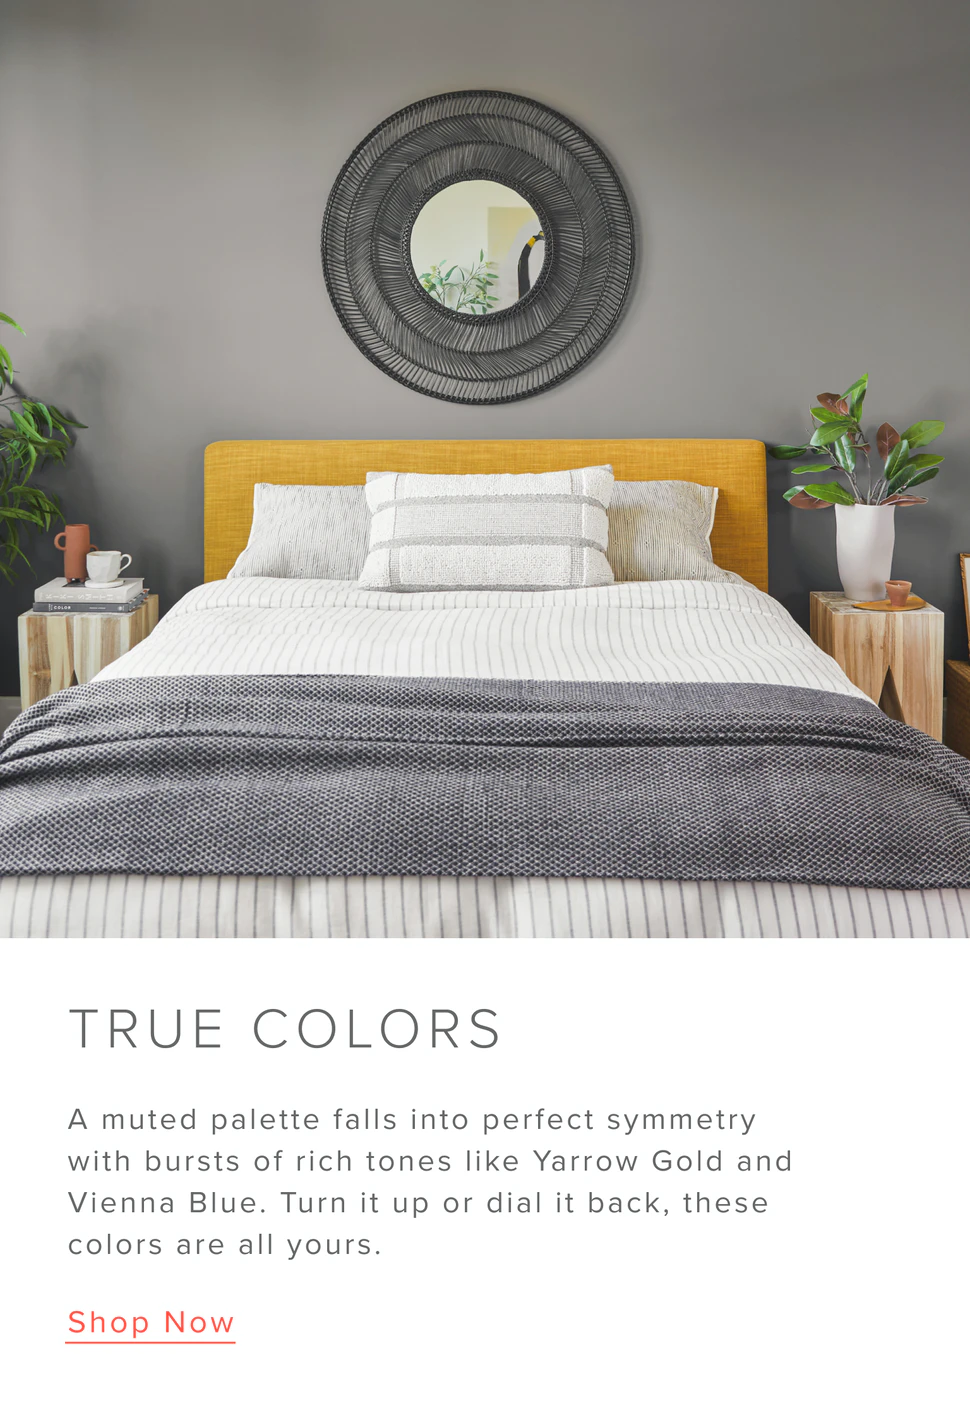 COLOR
TRUE COLORS
A muted palette falls into perfect symmetry
with bursts of rich tones like Yarrow Gold and
Vienna Blue. Turn it up or dial it back, these
colors are all yours.
Shop Now